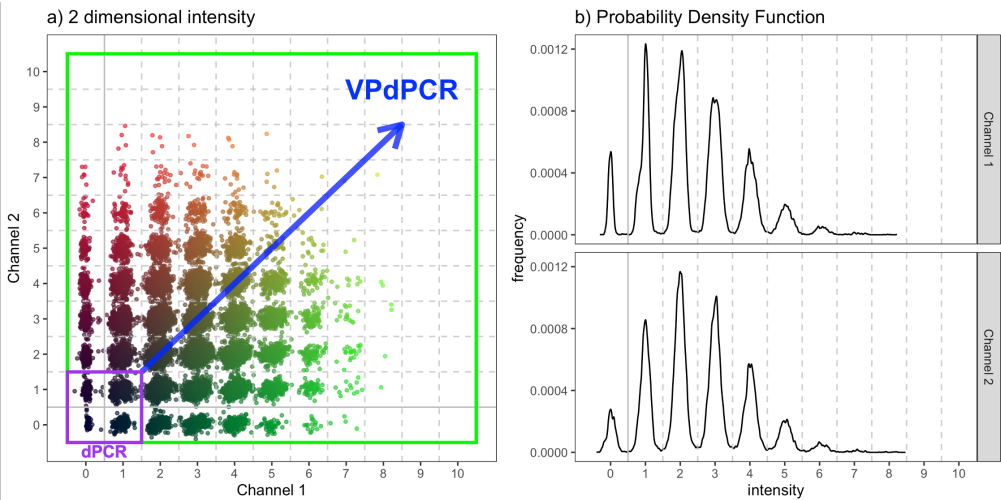 a) 2 dimensional intensity
VPdPCR
10
9
8
7
6
5
4
3
2
1
0
Channel 2
dPCR
0 1 2 3 4 5 6 7 8 9 10
Channel 1
b) Probability Density Function
0.0012
0.0008
0.0004
0.0000
Channel 1
frequency
0.0012
0.0008
0.0004
0.0000
Channel 2
0 1 2 3 4 5 6 7 8 9 10
intensity